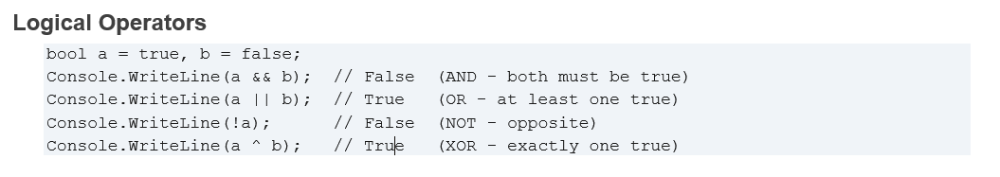 Logical Operators
bool a = true, b = false;
Console.WriteLine(a && b);  // False  (AND – both must be true)
Console.WriteLine(a || b);  // True   (OR – at least one true)
Console.WriteLine(!a);      // False  (NOT – opposite)
Console.WriteLine(a ^ b);   // True   (XOR – exactly one true)